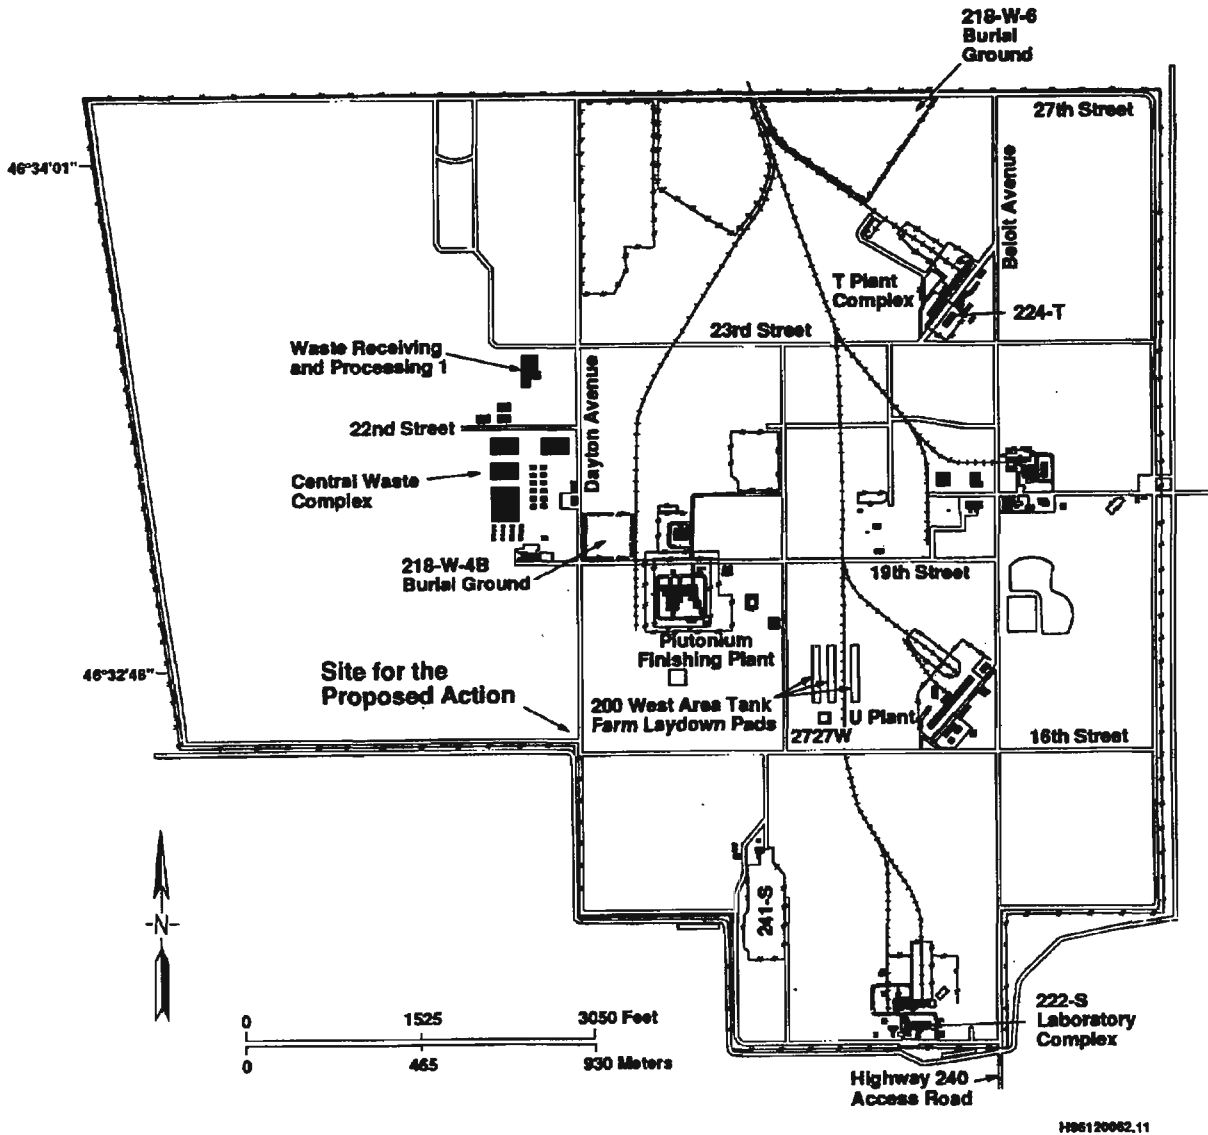 218-W-6
Burial
Ground
27th Street
46°34'01"
Beloit Avenue
T Plant
Complex
224-T
23rd Street
Waste Receiving
and Processing 1
Dayton Avenue
22nd Street
Central Waste
Complex
218-W-4B
Burial Ground
19th Street
Plutonium
Finishing Plant
46°32'48"
Site for the
Proposed Action
200 West Area Tank
Farm Laydown Pads
U Plant
2727W
16th Street
241-S
N
222-S
Laboratory
Complex
0 1525 3050 Feet
0 465 930 Meters
Highway 240
Access Road
H95120062.11